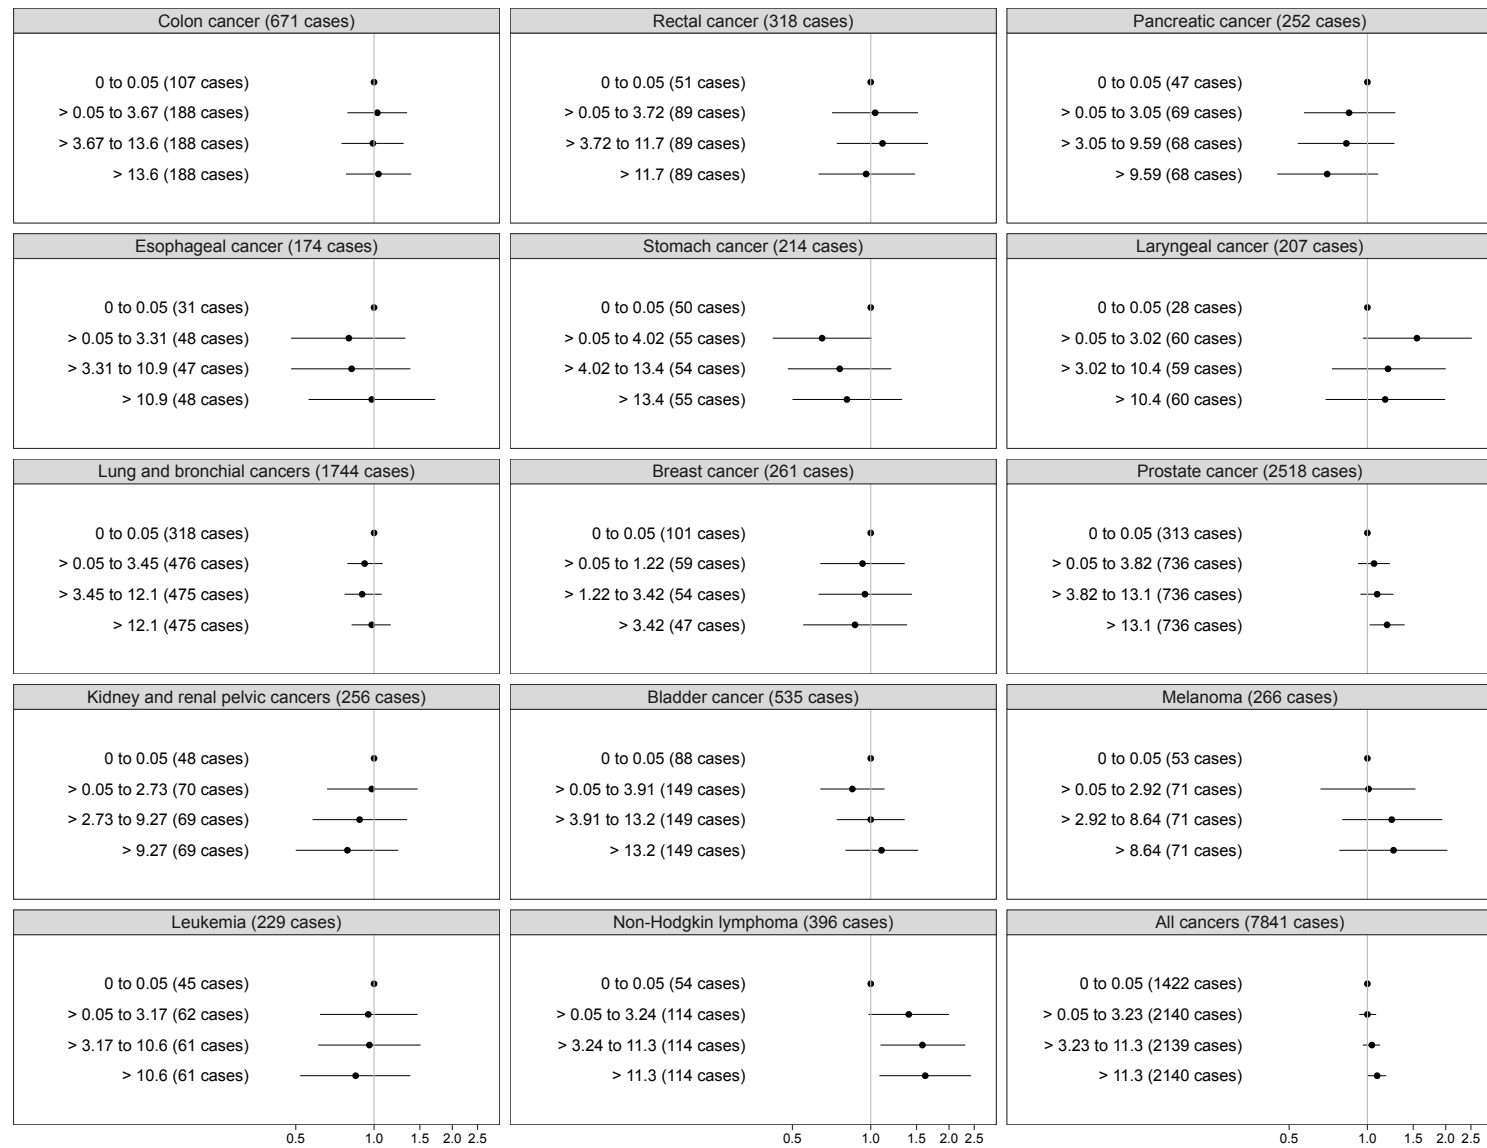 Colon cancer (671 cases)
0 to 0.05 (107 cases)
> 0.05 to 3.67 (188 cases)
> 3.67 to 13.6 (188 cases)
> 13.6 (188 cases)
Rectal cancer (318 cases)
0 to 0.05 (51 cases)
> 0.05 to 3.72 (89 cases)
> 3.72 to 11.7 (89 cases)
> 11.7 (89 cases)
Pancreatic cancer (252 cases)
0 to 0.05 (47 cases)
> 0.05 to 3.05 (69 cases)
> 3.05 to 9.59 (68 cases)
> 9.59 (68 cases)
Esophageal cancer (174 cases)
0 to 0.05 (31 cases)
> 0.05 to 3.31 (48 cases)
> 3.31 to 10.9 (47 cases)
> 10.9 (48 cases)
Stomach cancer (214 cases)
0 to 0.05 (50 cases)
> 0.05 to 4.02 (55 cases)
> 4.02 to 13.4 (54 cases)
> 13.4 (55 cases)
Laryngeal cancer (207 cases)
0 to 0.05 (28 cases)
> 0.05 to 3.02 (60 cases)
> 3.02 to 10.4 (59 cases)
> 10.4 (60 cases)
Lung and bronchial cancers (1744 cases)
0 to 0.05 (318 cases)
> 0.05 to 3.45 (476 cases)
> 3.45 to 12.1 (475 cases)
> 12.1 (475 cases)
Breast cancer (261 cases)
0 to 0.05 (101 cases)
> 0.05 to 1.22 (59 cases)
> 1.22 to 3.42 (54 cases)
> 3.42 (47 cases)
Prostate cancer (2518 cases)
0 to 0.05 (313 cases)
> 0.05 to 3.82 (736 cases)
> 3.82 to 13.1 (736 cases)
> 13.1 (736 cases)
Kidney and renal pelvic cancers (256 cases)
0 to 0.05 (48 cases)
> 0.05 to 2.73 (70 cases)
> 2.73 to 9.27 (69 cases)
> 9.27 (69 cases)
Bladder cancer (535 cases)
0 to 0.05 (88 cases)
> 0.05 to 3.91 (149 cases)
> 3.91 to 13.2 (149 cases)
> 13.2 (149 cases)
Melanoma (266 cases)
0 to 0.05 (53 cases)
> 0.05 to 2.92 (71 cases)
> 2.92 to 8.64 (71 cases)
> 8.64 (71 cases)
Leukemia (229 cases)
0 to 0.05 (45 cases)
> 0.05 to 3.17 (62 cases)
> 3.17 to 10.6 (61 cases)
> 10.6 (61 cases)
0.5 1.0 1.5 2.0 2.5
Non-Hodgkin lymphoma (396 cases)
0 to 0.05 (54 cases)
> 0.05 to 3.24 (114 cases)
> 3.24 to 11.3 (114 cases)
> 11.3 (114 cases)
0.5 1.0 1.5 2.0 2.5
All cancers (7841 cases)
0 to 0.05 (1422 cases)
> 0.05 to 3.23 (2140 cases)
> 3.23 to 11.3 (2139 cases)
> 11.3 (2140 cases)
0.5 1.0 1.5 2.0 2.5